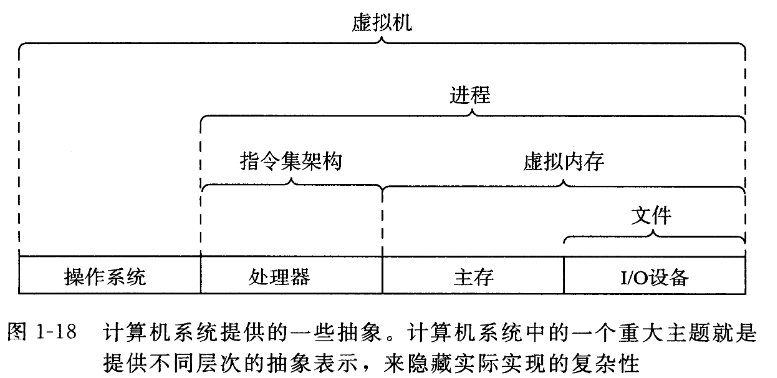 虚拟机
进程
指令集架构 虚拟内存
文件
操作系统 处理器 主存 I/O设备
图 1-18 计算机系统提供的一些抽象。计算机系统中的一个重大主题就是
提供不同层次的抽象表示，来隐藏实际实现的复杂性